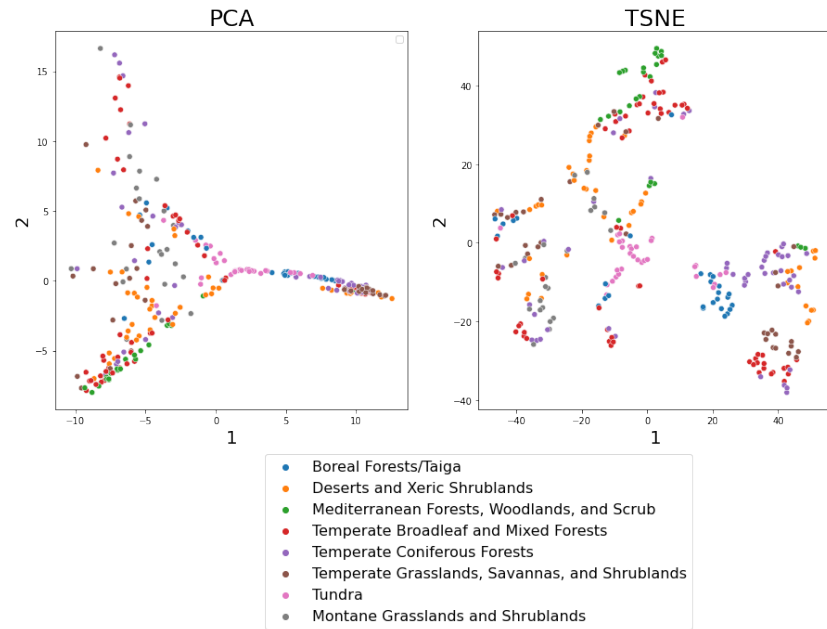 PCA
TSNE
15
10
5
0
−5
2
−10
−5
0
5
10
1
40
20
0
−20
−40
2
−40
−20
0
20
40
1
Boreal Forests/Taiga
Deserts and Xeric Shrublands
Mediterranean Forests, Woodlands, and Scrub
Temperate Broadleaf and Mixed Forests
Temperate Coniferous Forests
Temperate Grasslands, Savannas, and Shrublands
Tundra
Montane Grasslands and Shrublands